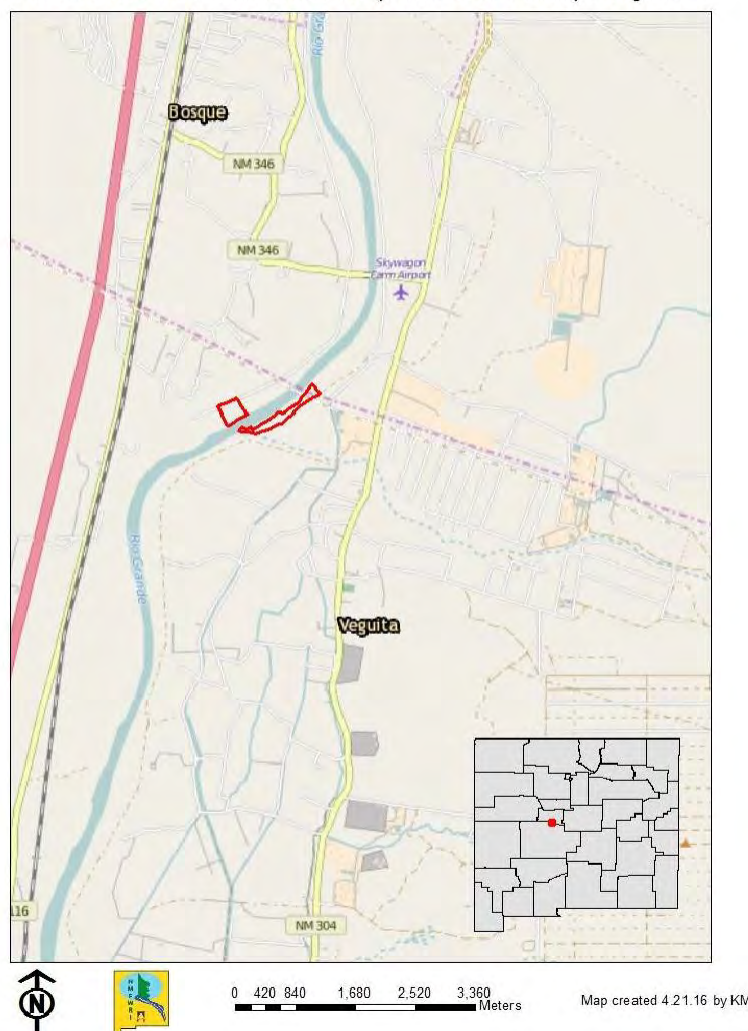 Rio Gra
Bosque
NM 346
NM 346
Skywagon
Farm Airport
Rio Grande
Veguita
116
NM 304
N
0 420 840 1,680 2,520 3,360
Meters
Map created 4.21.16 by KM